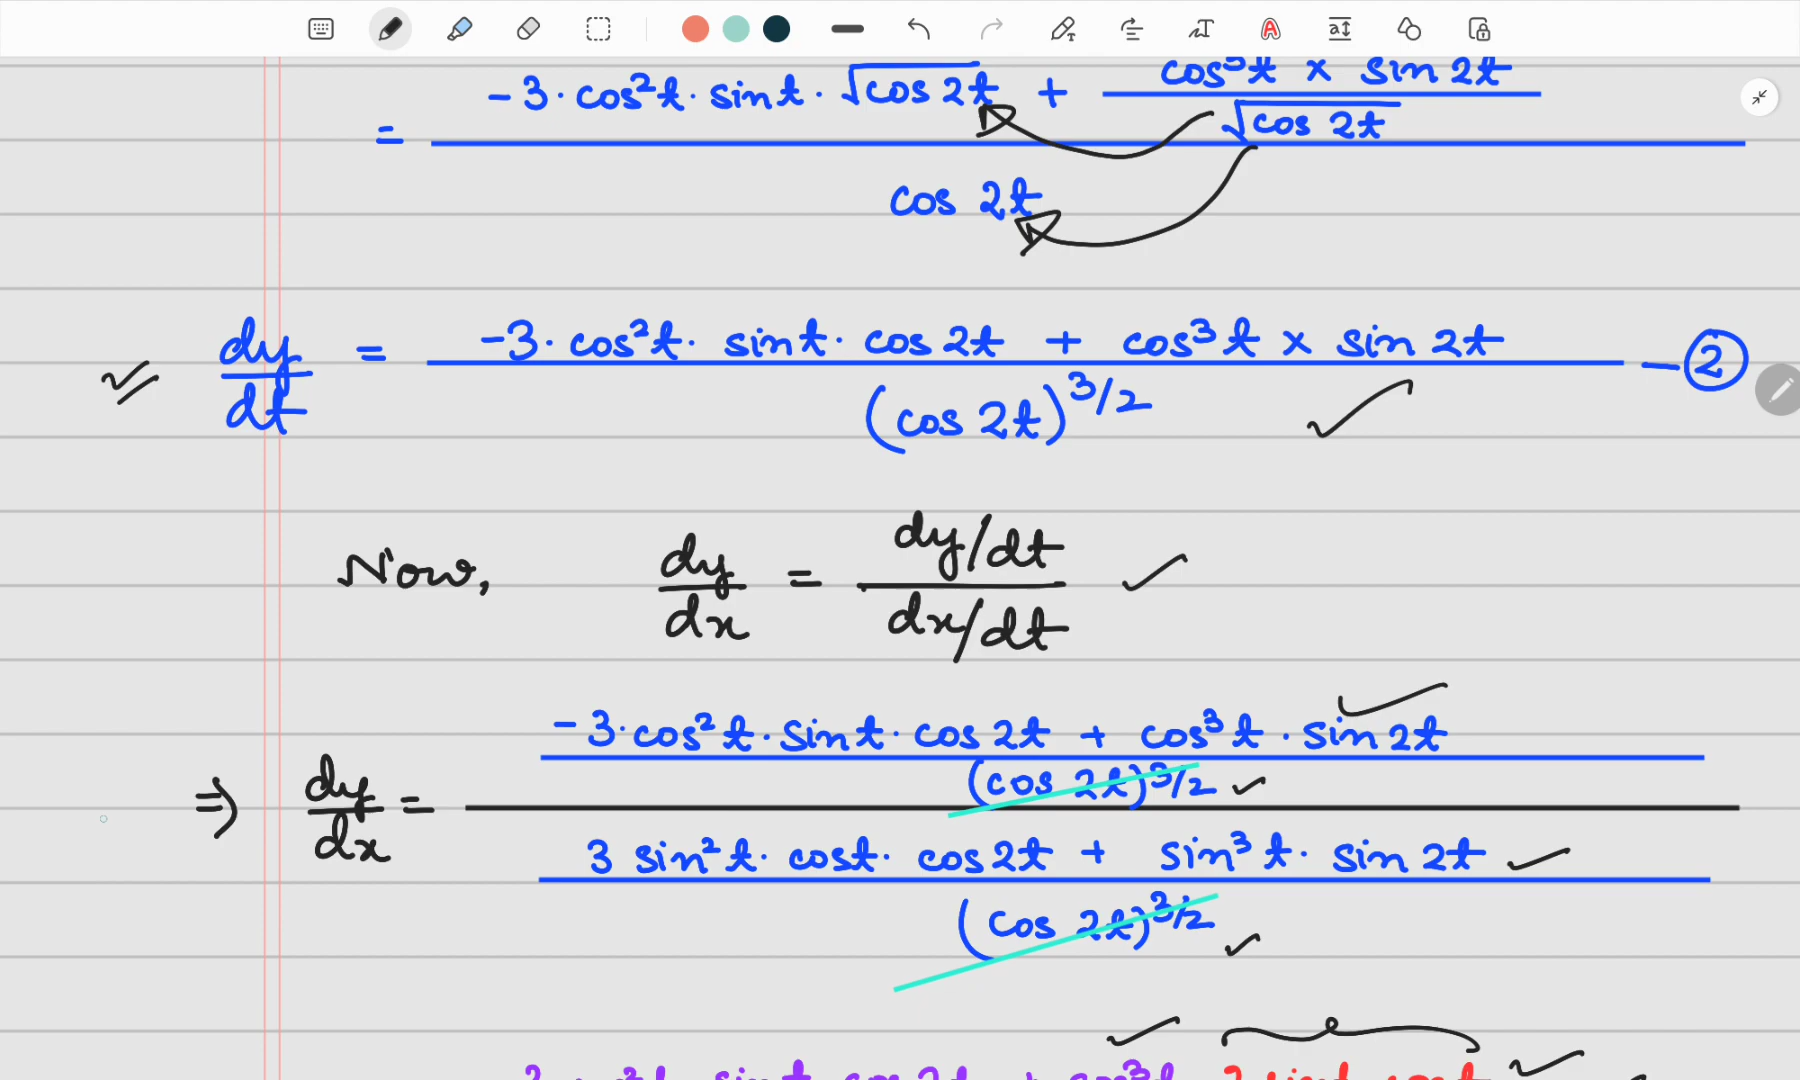 -3·cos²t·sint·√cos 2t + cos³t × sin 2t
√cos 2t
=
cos 2t
dy/dt = -3·cos²t· sint· cos 2t + cos³t × sin 2t — ②
(cos 2t)^3/2
Now, dy/dx = dy/dt
dx/dt
-3·cos²t·sint·cos 2t + cos³t·sin 2t
(cos 2t)^3/2
⇒ dy/dx =
3 sin²t· cost· cos 2t + sin³t· sin 2t
(cos 2t)^3/2